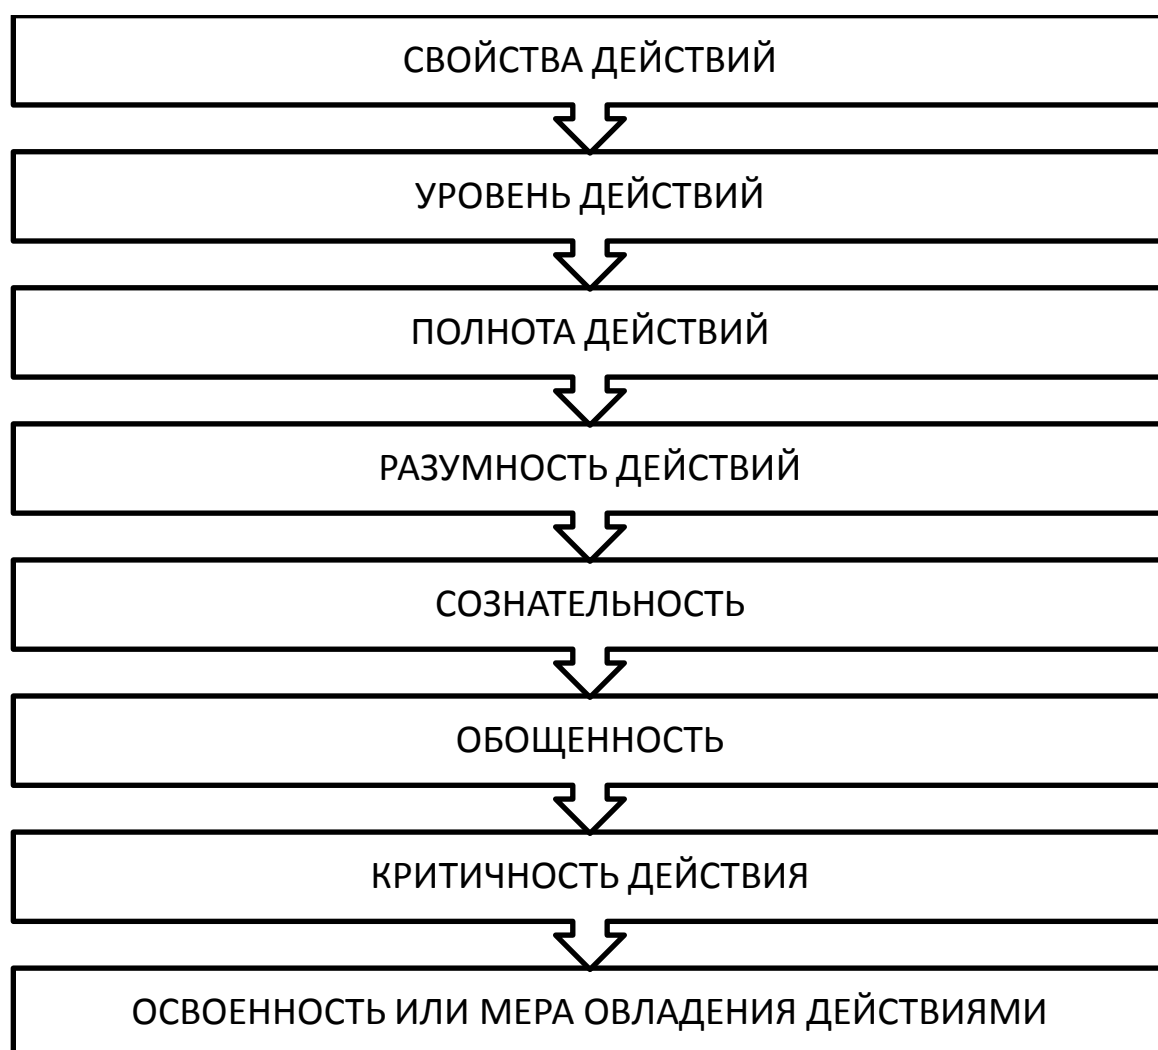 СВОЙСТВА ДЕЙСТВИЙ
УРОВЕНЬ ДЕЙСТВИЙ
ПОЛНОТА ДЕЙСТВИЙ
РАЗУМНОСТЬ ДЕЙСТВИЙ
СОЗНАТЕЛЬНОСТЬ
ОБОЩЕННОСТЬ
КРИТИЧНОСТЬ ДЕЙСТВИЯ
ОСВОЕННОСТЬ ИЛИ МЕРА ОВЛАДЕНИЯ ДЕЙСТВИЯМИ